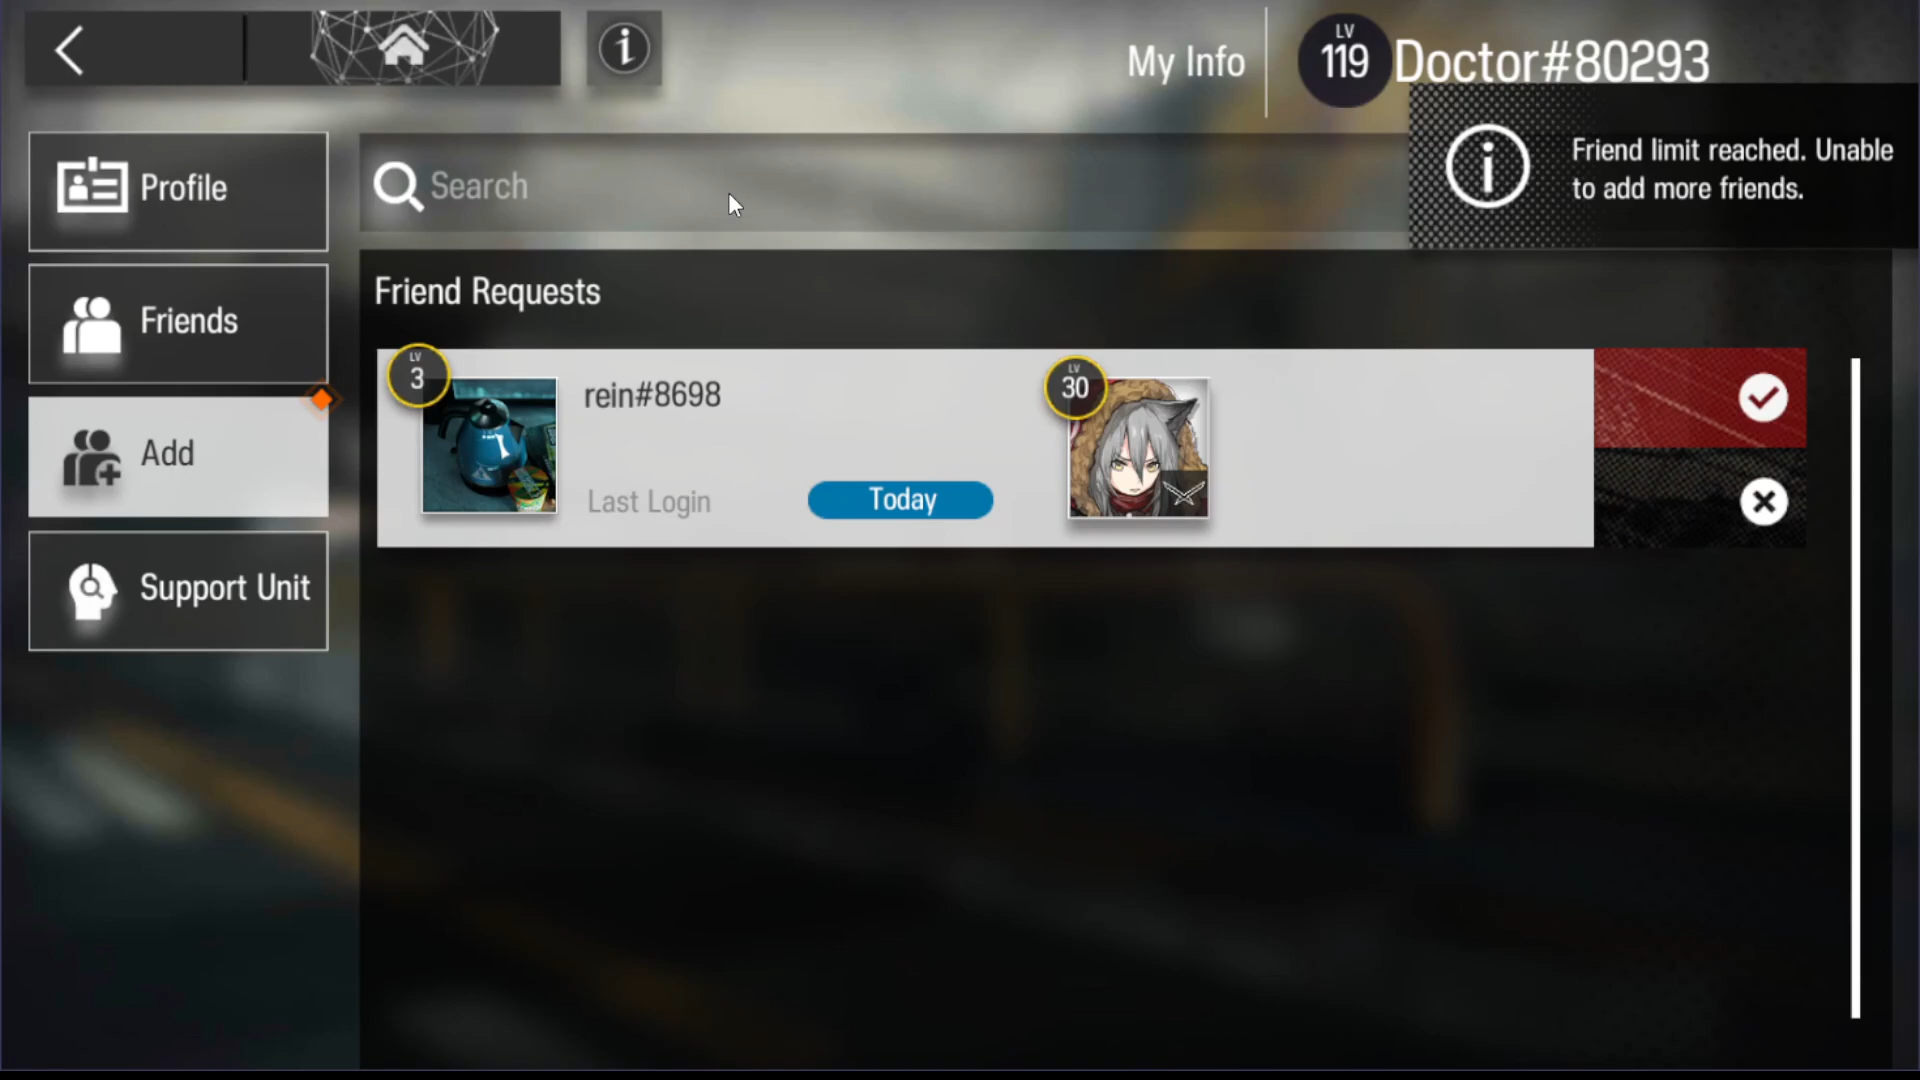 My Info
LV
119
Doctor#80293
Friend limit reached. Unable
to add more friends.
Profile
Search
Friends
Friend Requests
LV
3
rein#8698
LV
30
Add
Last Login
Today
Support Unit